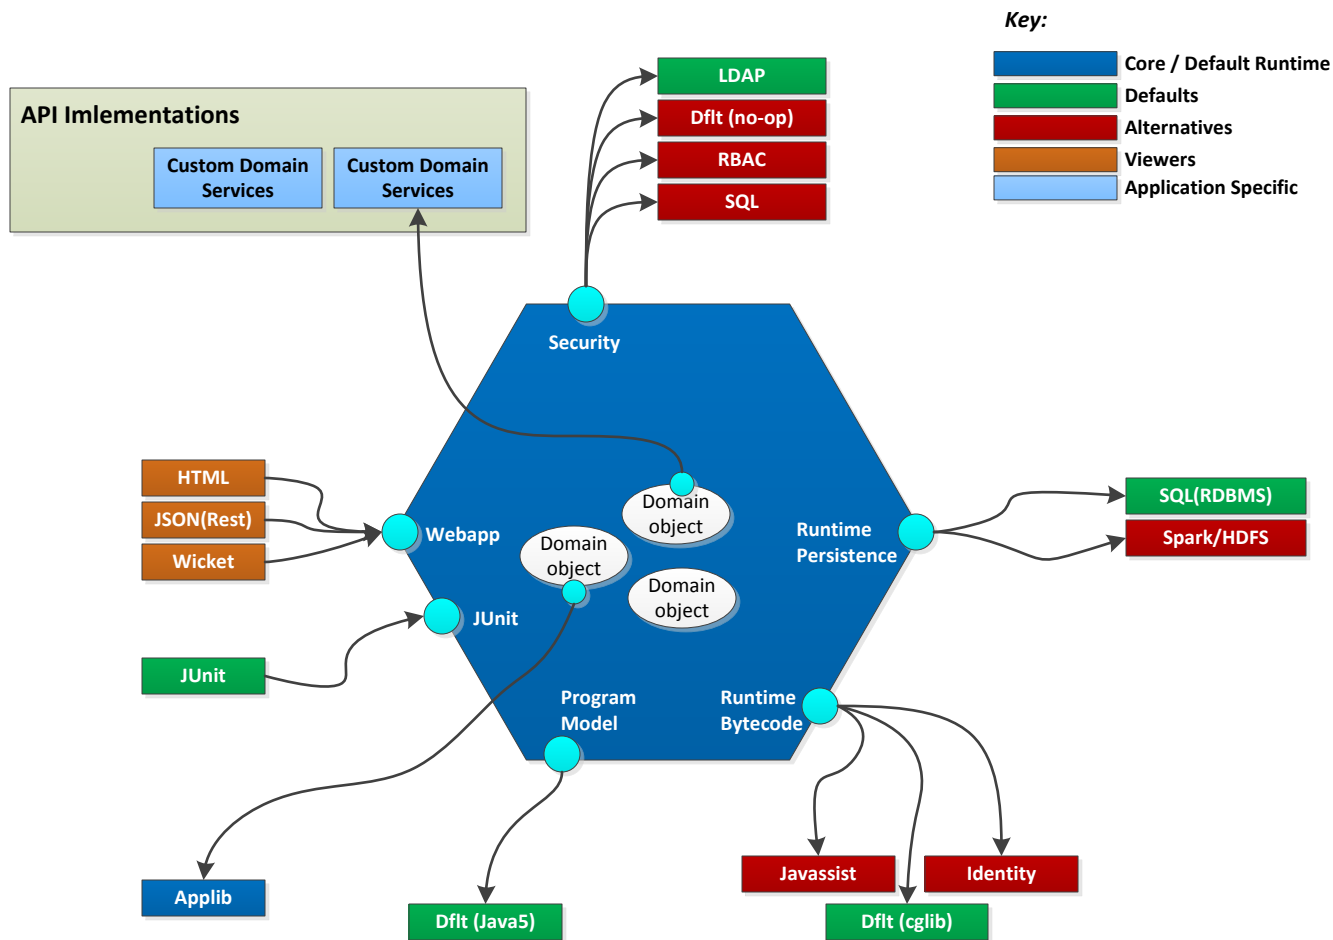 Key:
Core / Default Runtime
Defaults
Alternatives
Viewers
Application Specific
LDAP
Dflt (no-op)
RBAC
SQL
API Imlementations
Custom Domain
Services
Custom Domain
Services
Security
HTML
JSON(Rest)
Wicket
Webapp
JUnit
JUnit
Domain
object
Domain
object
Domain
object
Runtime
Persistence
SQL(RDBMS)
Spark/HDFS
Program
Model
Runtime
Bytecode
Applib
Dflt (Java5)
Javassist
Identity
Dflt (cglib)